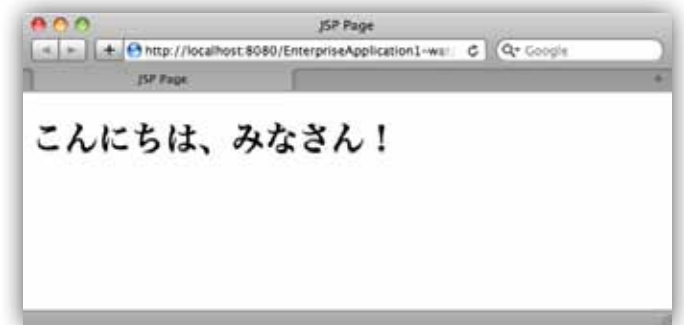 JSP Page
http://localhost:8080/EnterpriseApplication1-war/
Google
JSP Page
こんにちは、みなさん！